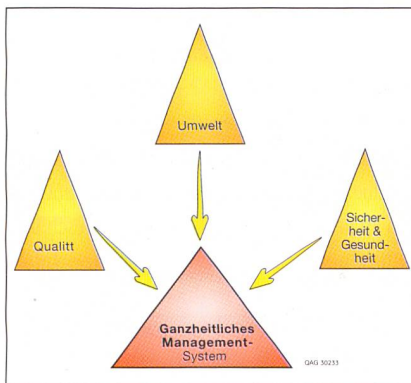 Umwelt
Qualitt
Sicher-
heit &
Gesund-
heit
Ganzheitliches
Management-
System
QAG 30233